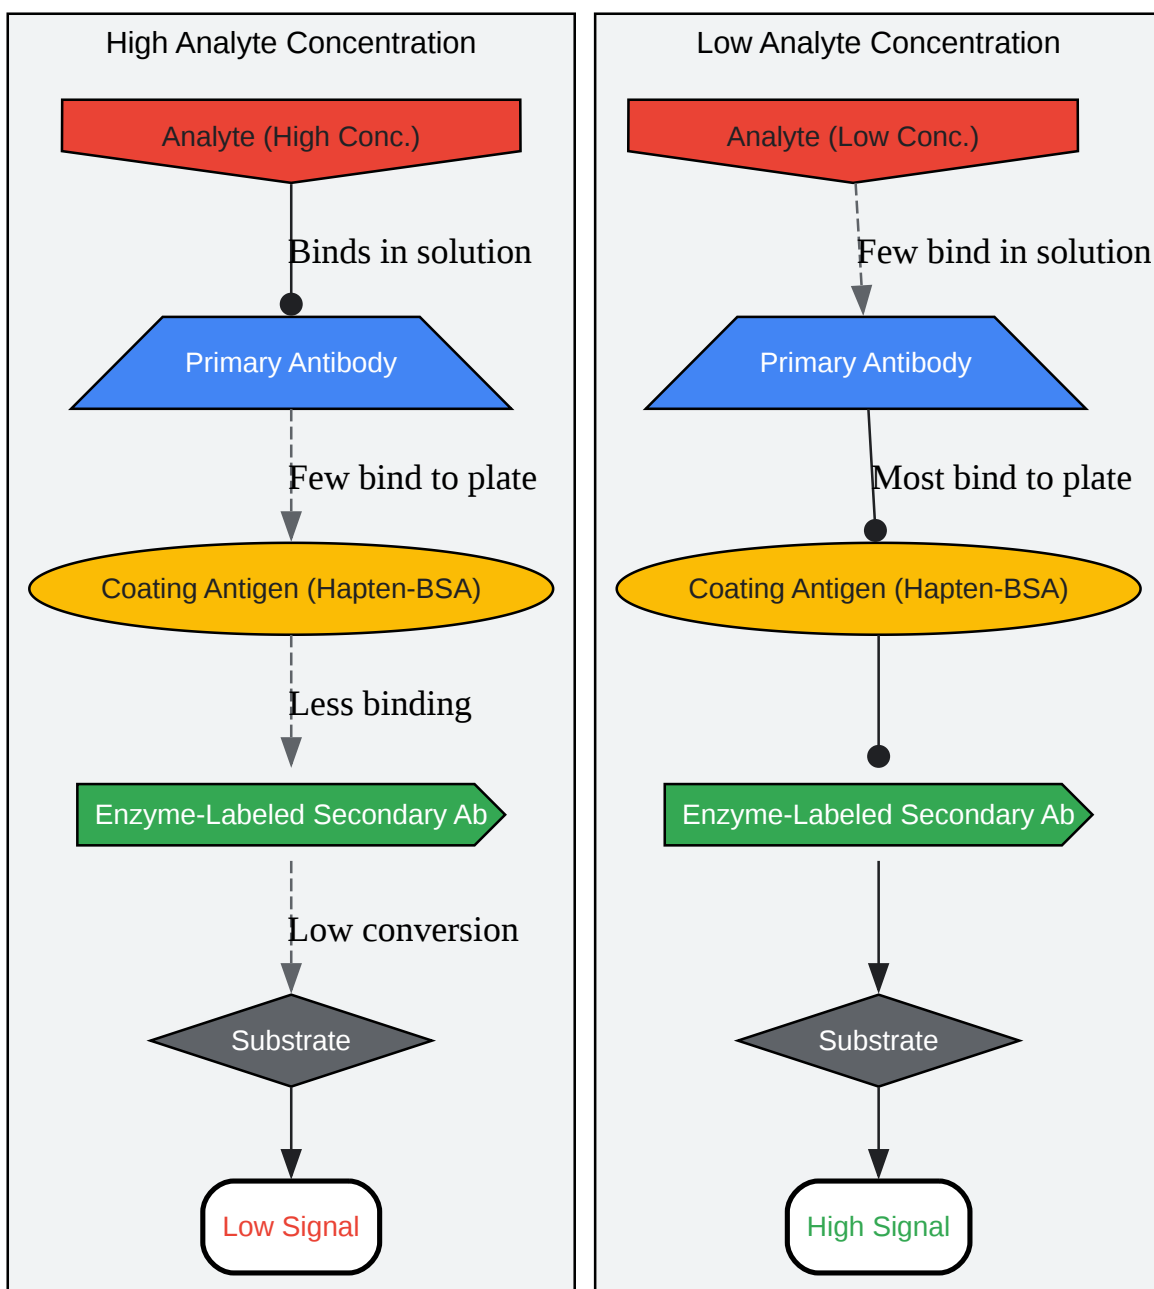 High Analyte Concentration
Analyte (High Conc.)
Binds in solution
Primary Antibody
Few bind to plate
Coating Antigen (Hapten-BSA)
Less binding
Enzyme-Labeled Secondary Ab
Low conversion
Substrate
Low Signal
Low Analyte Concentration
Analyte (Low Conc.)
Few bind in solution
Primary Antibody
Most bind to plate
Coating Antigen (Hapten-BSA)
Enzyme-Labeled Secondary Ab
Substrate
High Signal